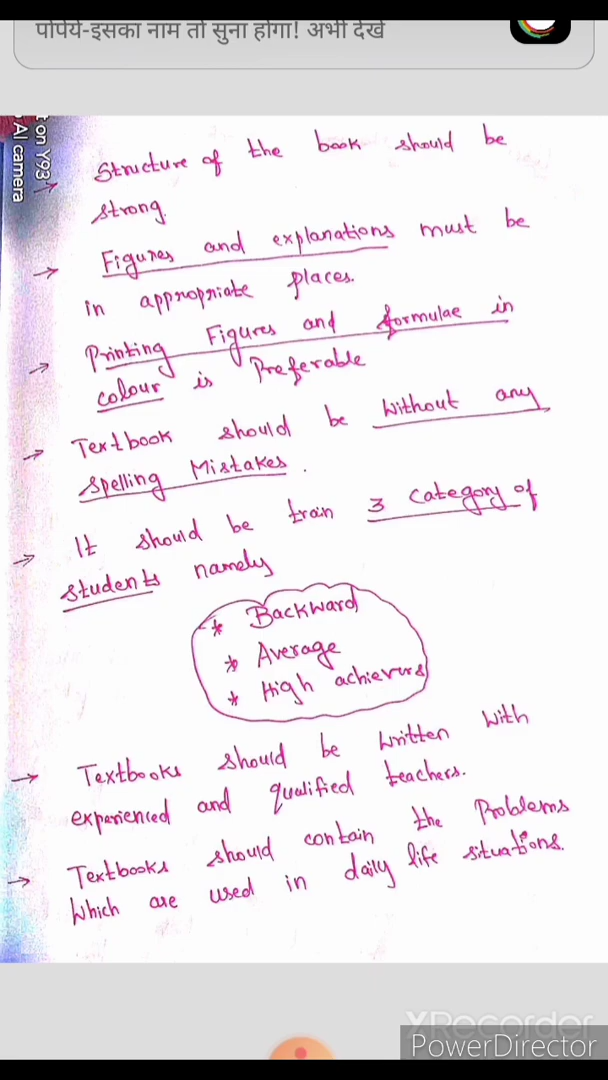 पोपिये-इसका नाम तो सुना होगा! अभी देखें
t on Y93
AI camera
→ Structure of the book should be
strong.
→ Figures and explanations must be
in appropriate places.
→ Printing Figures and formulae in
colour is Preferable
→ Textbook should be without any
spelling Mistakes.
→ It should be train 3 category of
students namely
* Backward
* Average
* High achievers
→ Textbooks should be written with
experienced and qualified teachers.
→ Textbooks should contain the Problems
which are used in daily life situations.
XRecorder
PowerDirector